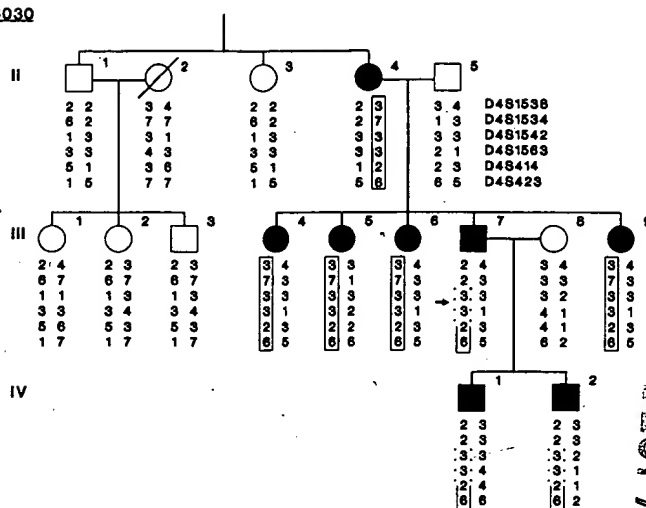 030
1 2 3 4 5
II
2 2 3 4 2 2 2 3 3 4 D4S1538
6 2 7 7 6 2 2 7 1 3 D4S1534
1 3 3 1 1 3 3 3 3 3 D4S1542
3 3 4 3 3 3 3 3 2 1 D4S1563
5 1 3 6 5 1 1 2 2 3 D4S414
1 5 7 7 1 5 5 6 6 5 D4S423
1 2 3 4 5 6 7 8 9
III
2 4 2 3 2 3 3 4 3 3 3 4 2 4 3 4 3 4
6 7 6 7 6 7 7 3 7 1 7 3 2 3 3 3 7 3
1 1 1 3 1 3 3 3 3 3 3 3 3 3 3 2 3 3
3 3 3 4 3 4 3 1 3 2 3 1 3 1 4 1 3 1
5 6 5 3 5 3 2 3 2 2 2 3 2 3 4 1 2 3
1 7 1 7 1 7 6 5 6 6 6 5 6 5 6 2 6 5
1 2
IV
2 3 2 3
2 3 2 3
3 3 3 2
3 4 3 1
2 4 2 1
6 6 6 2